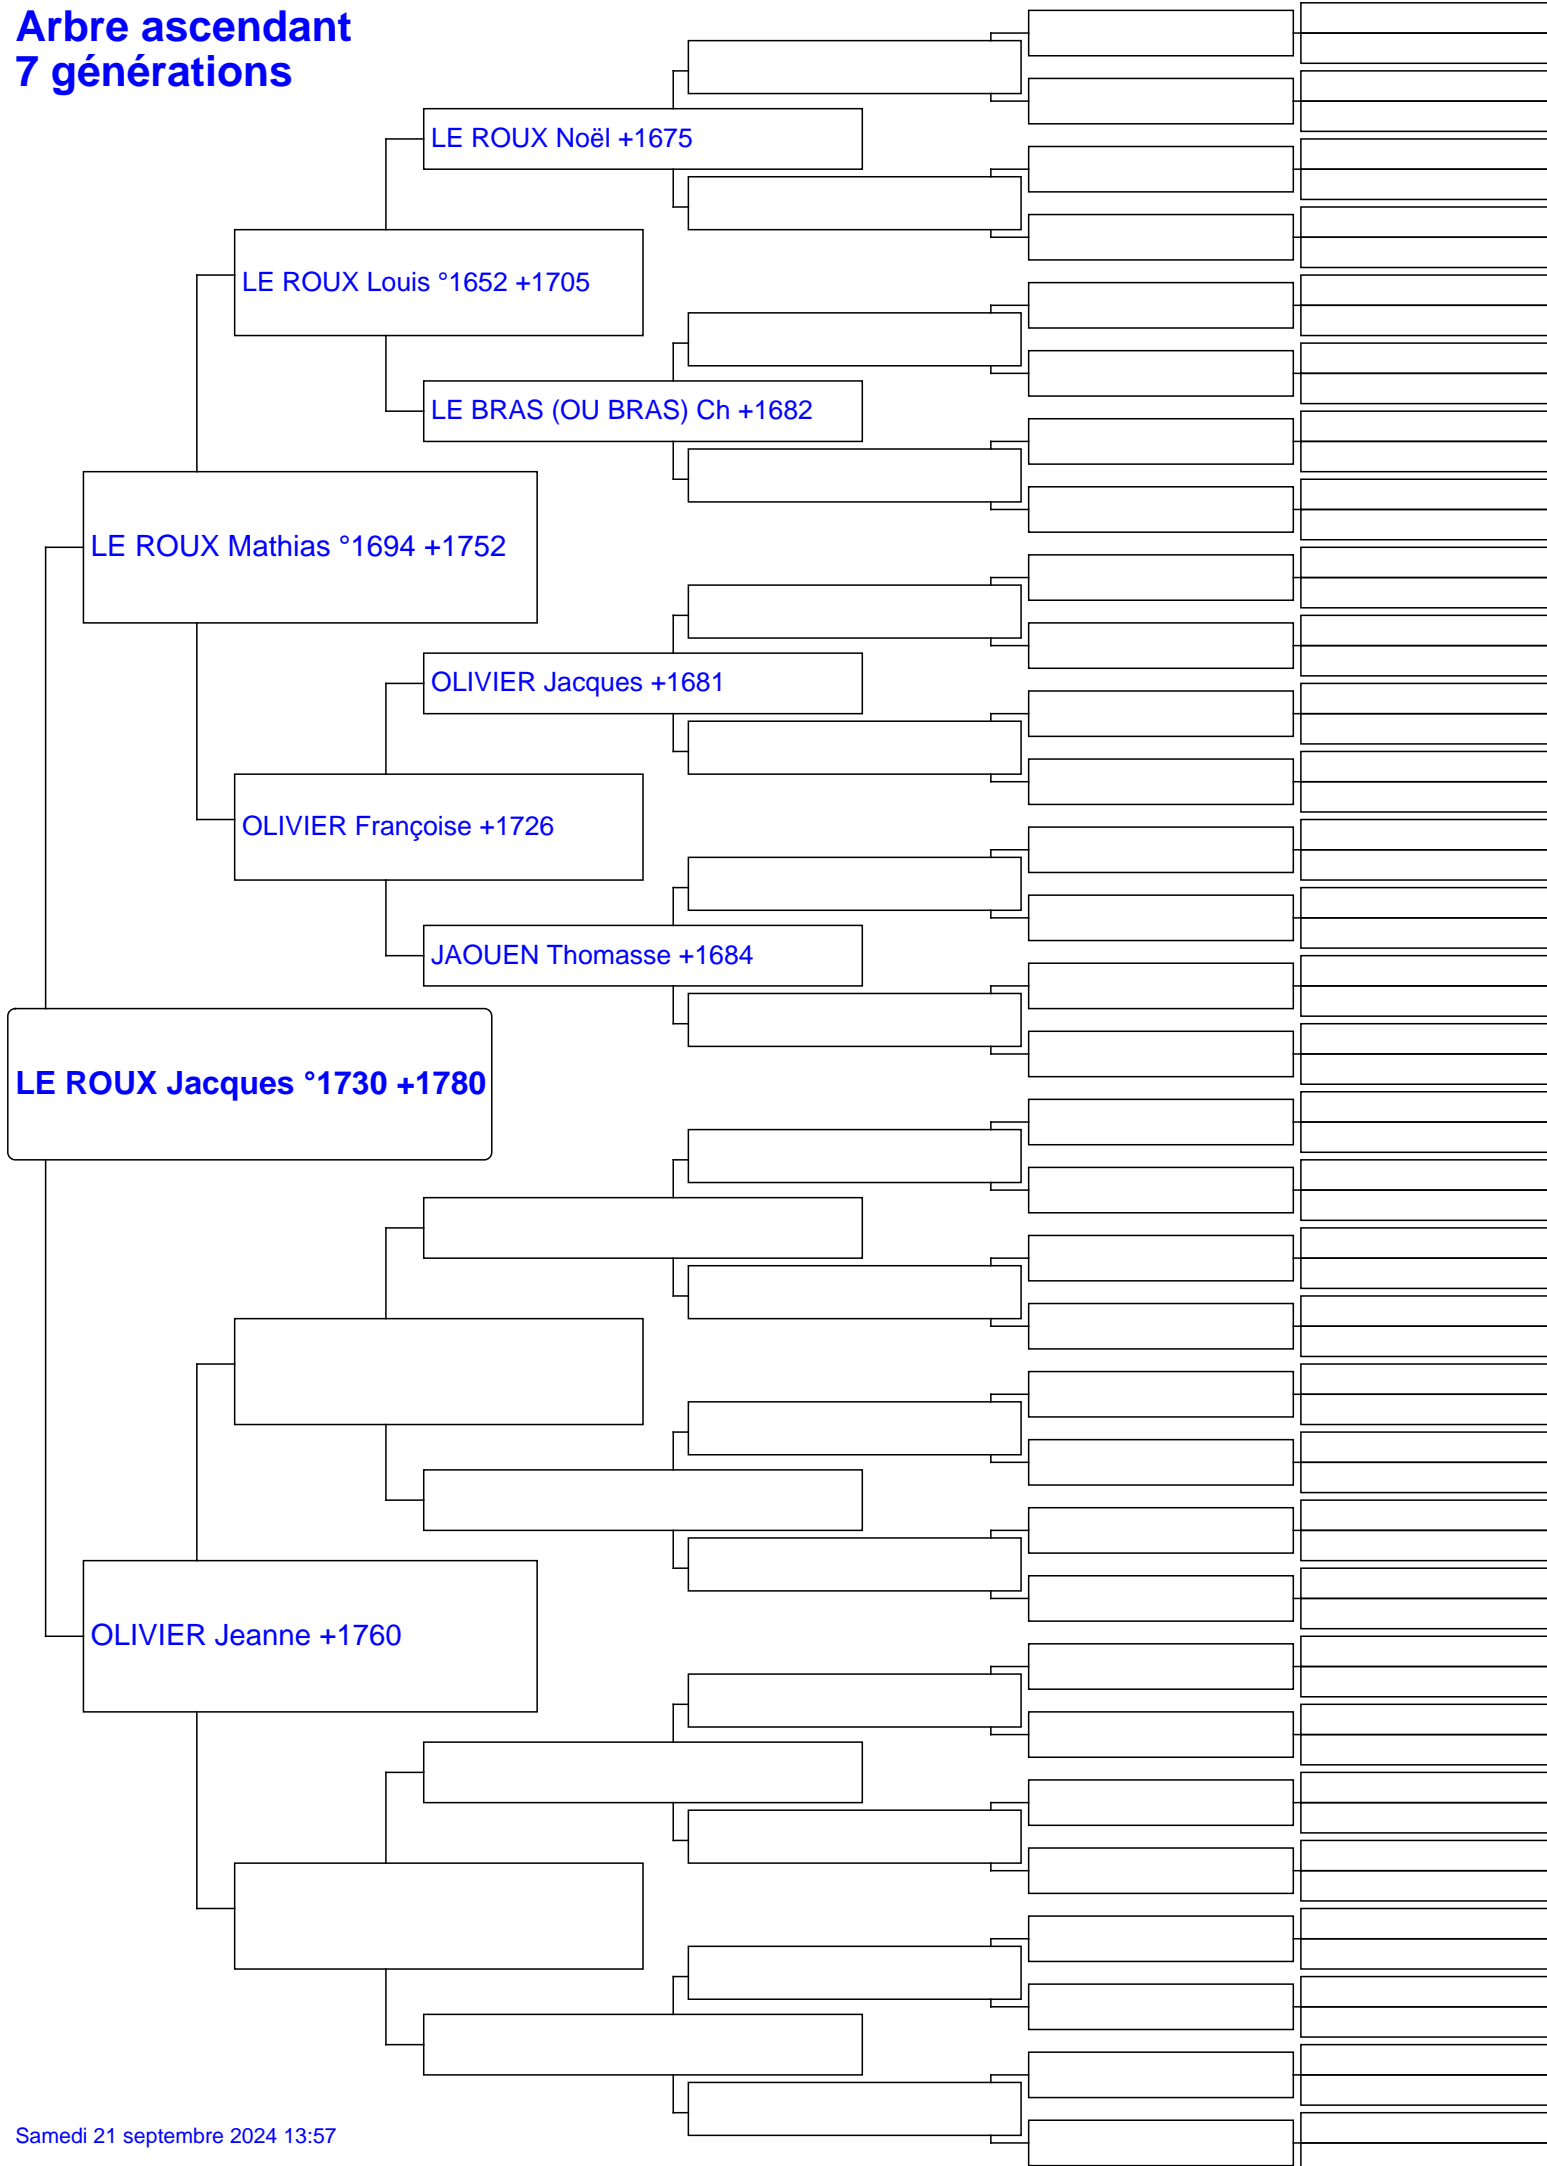 Arbre ascendant
7 générations
LE ROUX Noël +1675
LE ROUX Louis °1652 +1705
LE BRAS (OU BRAS) Ch +1682
LE ROUX Mathias °1694 +1752
OLIVIER Jacques +1681
OLIVIER Françoise +1726
JAOUEN Thomasse +1684
LE ROUX Jacques °1730 +1780
OLIVIER Jeanne +1760
Samedi 21 septembre 2024 13:57